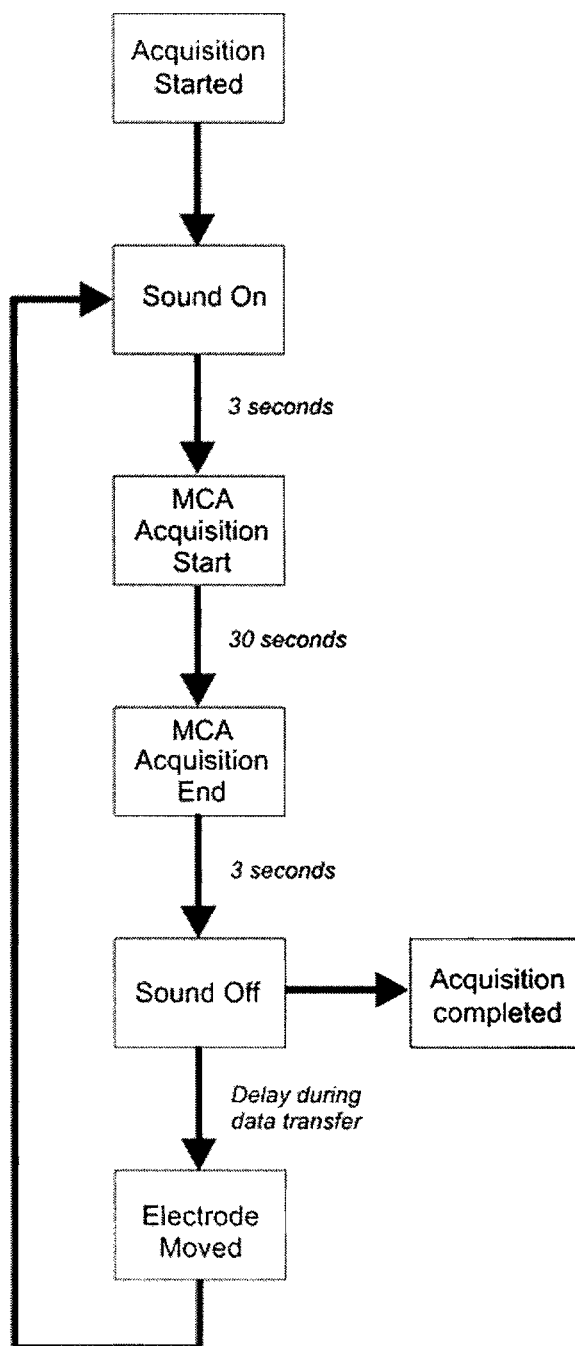 Acquisition
Started
Sound On
3 seconds
MCA
Acquisition
Start
30 seconds
MCA
Acquisition
End
3 seconds
Sound Off
Acquisition
completed
Delay during
data transfer
Electrode
Moved